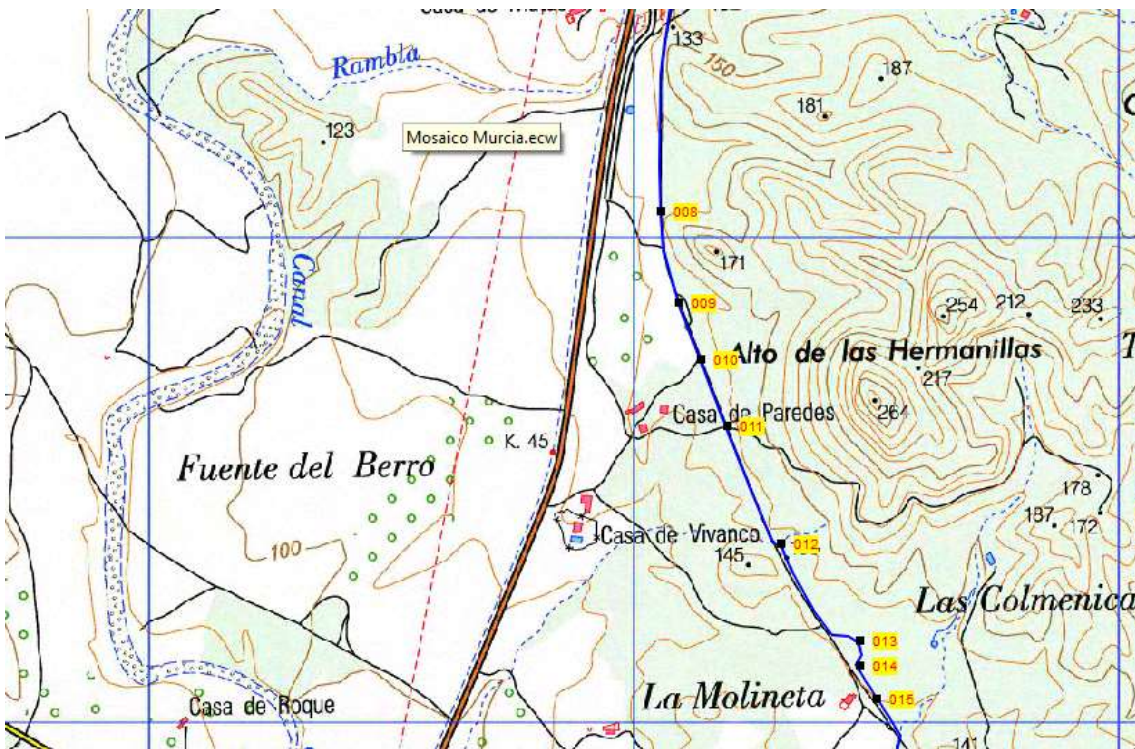 133
150
187
Rambla
181
123
Mosaico Murcia.ecw
008
171
Canal
009
254
212
233
010
Alto de las Hermanillas
217
264
Casa de Paredes
011
K. 45
Fuente del Berro
178
187
172
Casa de Vivanco
012
100
145
Las Colmenica
013
014
La Molineta
015
Casa de Roque
141